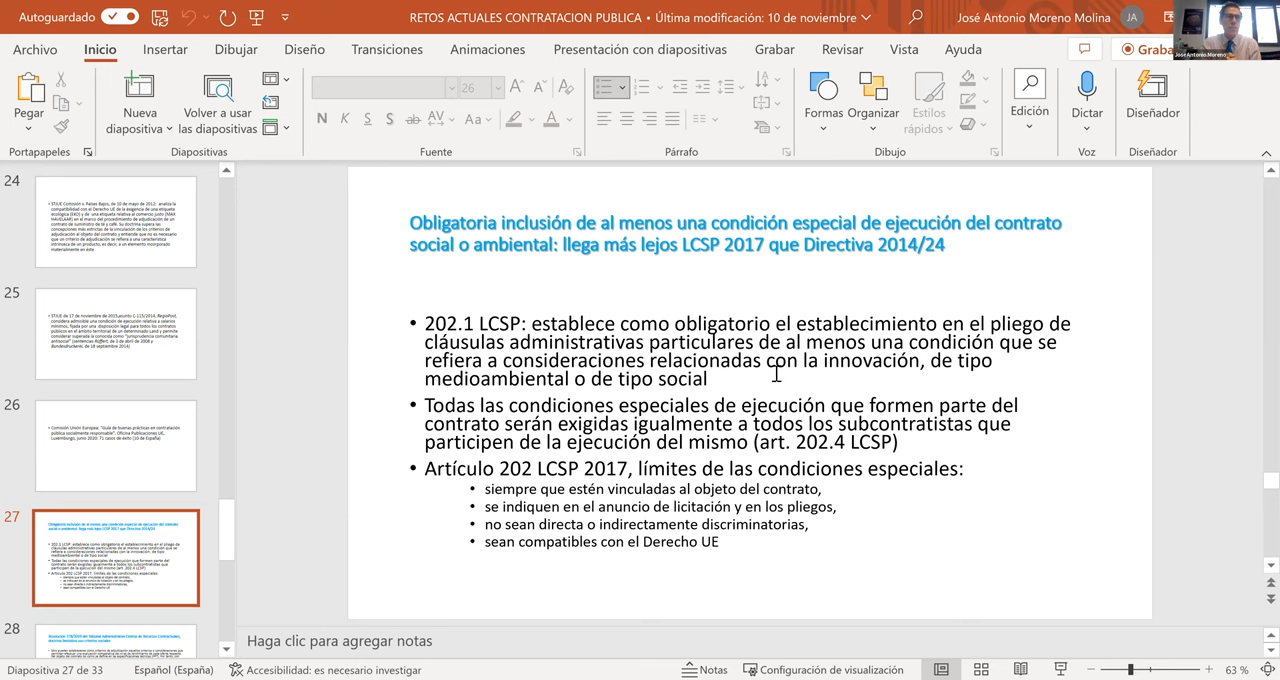 Autoguardado
RETOS ACTUALES CONTRATACION PUBLICA • Última modificación: 10 de noviembre
José Antonio Moreno Molina
JA
José Antonio Moreno
Archivo
Inicio
Insertar
Dibujar
Diseño
Transiciones
Animaciones
Presentación con diapositivas
Grabar
Revisar
Vista
Ayuda
Graba
Pegar
Nueva
diapositiva
Volver a usar
las diapositivas
26
N K S S ab AV Aa A
Formas
Organizar
Estilos
rápidos
Edición
Dictar
Diseñador
Portapapeles
Diapositivas
Fuente
Párrafo
Dibujo
Voz
Diseñador
24
25
26
27
28
Obligatoria inclusión de al menos una condición especial de ejecución del contrato
social o ambiental: llega más lejos LCSP 2017 que Directiva 2014/24
• 202.1 LCSP: establece como obligatorio el establecimiento en el pliego de
cláusulas administrativas particulares de al menos una condición que se
refiera a consideraciones relacionadas con la innovación, de tipo
medioambiental o de tipo social
• Todas las condiciones especiales de ejecución que formen parte del
contrato serán exigidas igualmente a todos los subcontratistas que
participen de la ejecución del mismo (art. 202.4 LCSP)
• Artículo 202 LCSP 2017, límites de las condiciones especiales:
• siempre que estén vinculadas al objeto del contrato,
• se indiquen en el anuncio de licitación y en los pliegos,
• no sean directa o indirectamente discriminatorias,
• sean compatibles con el Derecho UE
Haga clic para agregar notas
Diapositiva 27 de 33
Español (España)
Accesibilidad: es necesario investigar
Notas
Configuración de visualización
63 %